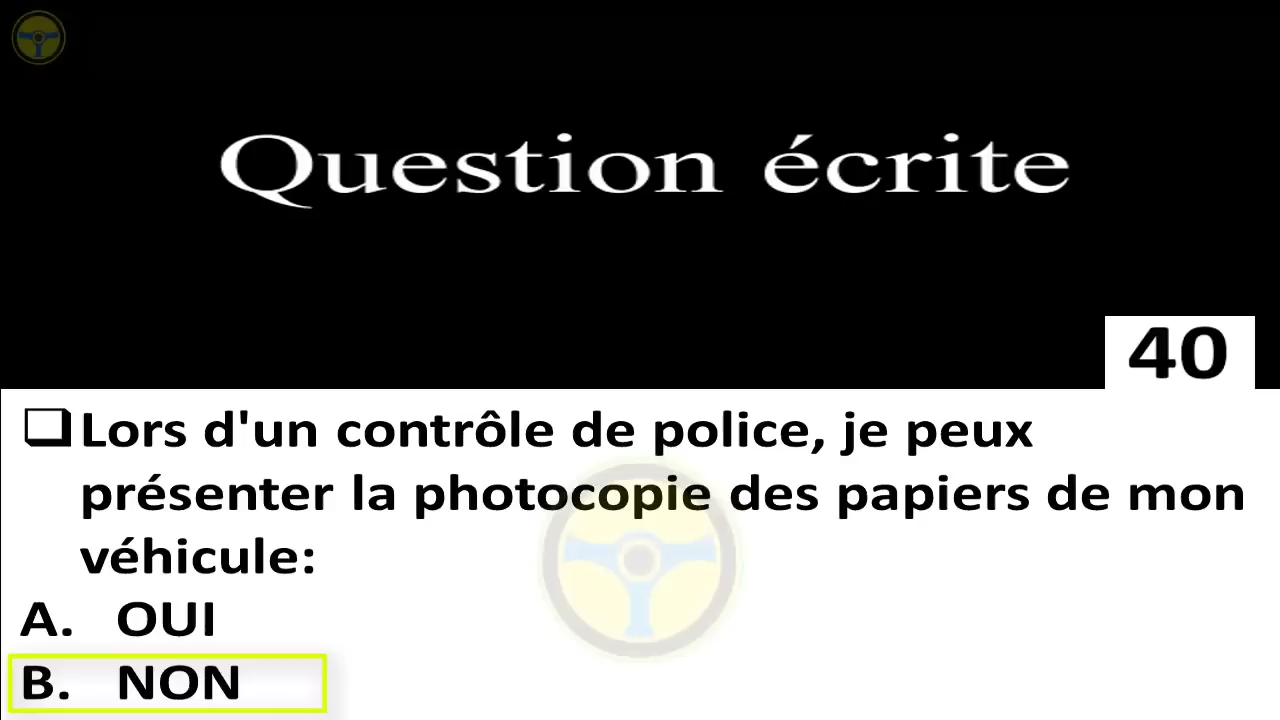 Question écrite
40
❑Lors d'un contrôle de police, je peux
présenter la photocopie des papiers de mon
véhicule:
A. OUI
B. NON